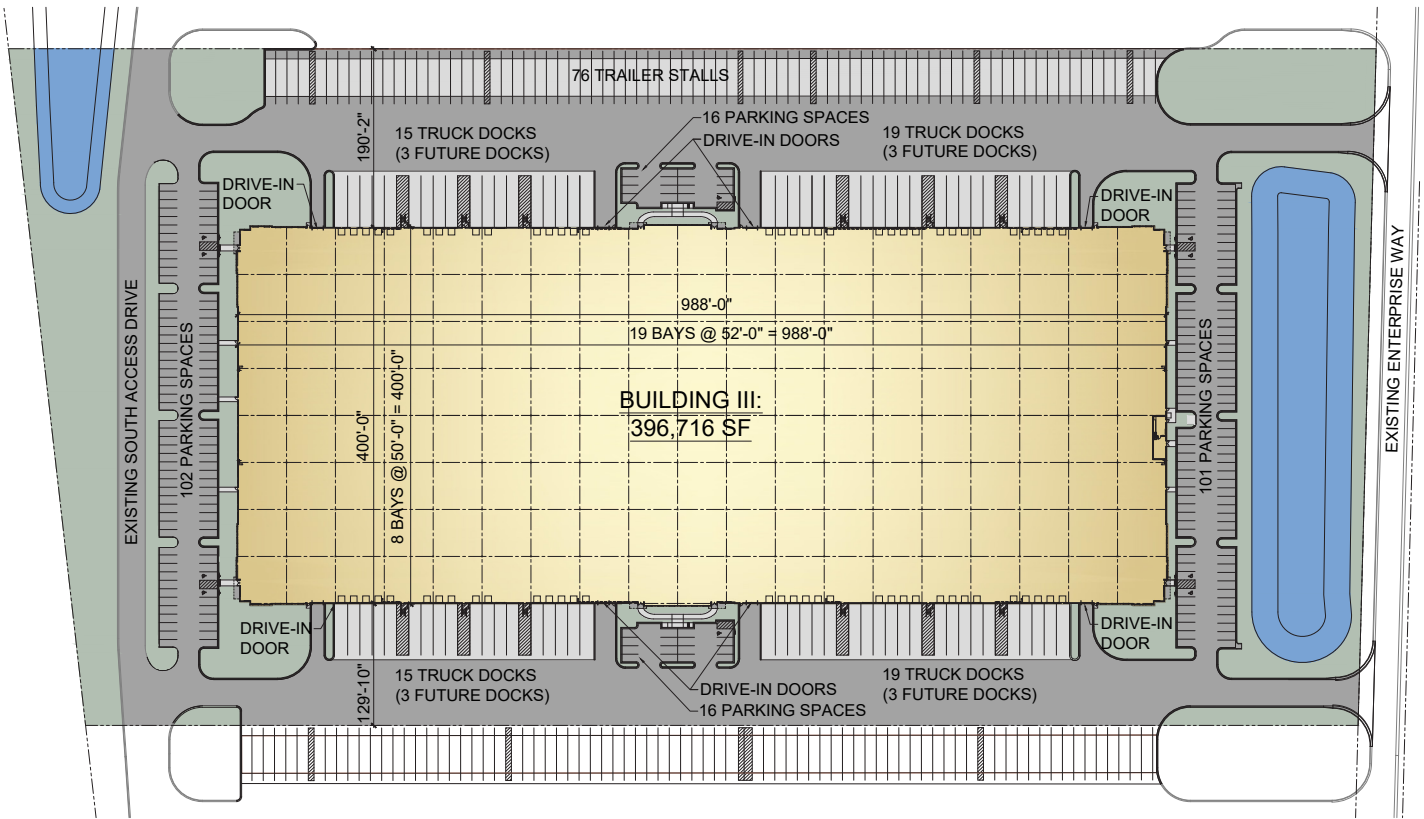 76 TRAILER STALLS
190'-2"
15 TRUCK DOCKS
(3 FUTURE DOCKS)
16 PARKING SPACES
DRIVE-IN DOORS
19 TRUCK DOCKS
(3 FUTURE DOCKS)
DRIVE-IN
DOOR
DRIVE-IN
DOOR
EXISTING SOUTH ACCESS DRIVE
102 PARKING SPACES
988'-0"
19 BAYS @ 52'-0" = 988'-0"
400'-0"
8 BAYS @ 50'-0" = 400'-0"
BUILDING III:
396,716 SF
101 PARKING SPACES
EXISTING ENTERPRISE WAY
DRIVE-IN
DOOR
DRIVE-IN
DOOR
129'-10"
15 TRUCK DOCKS
(3 FUTURE DOCKS)
DRIVE-IN DOORS
16 PARKING SPACES
19 TRUCK DOCKS
(3 FUTURE DOCKS)